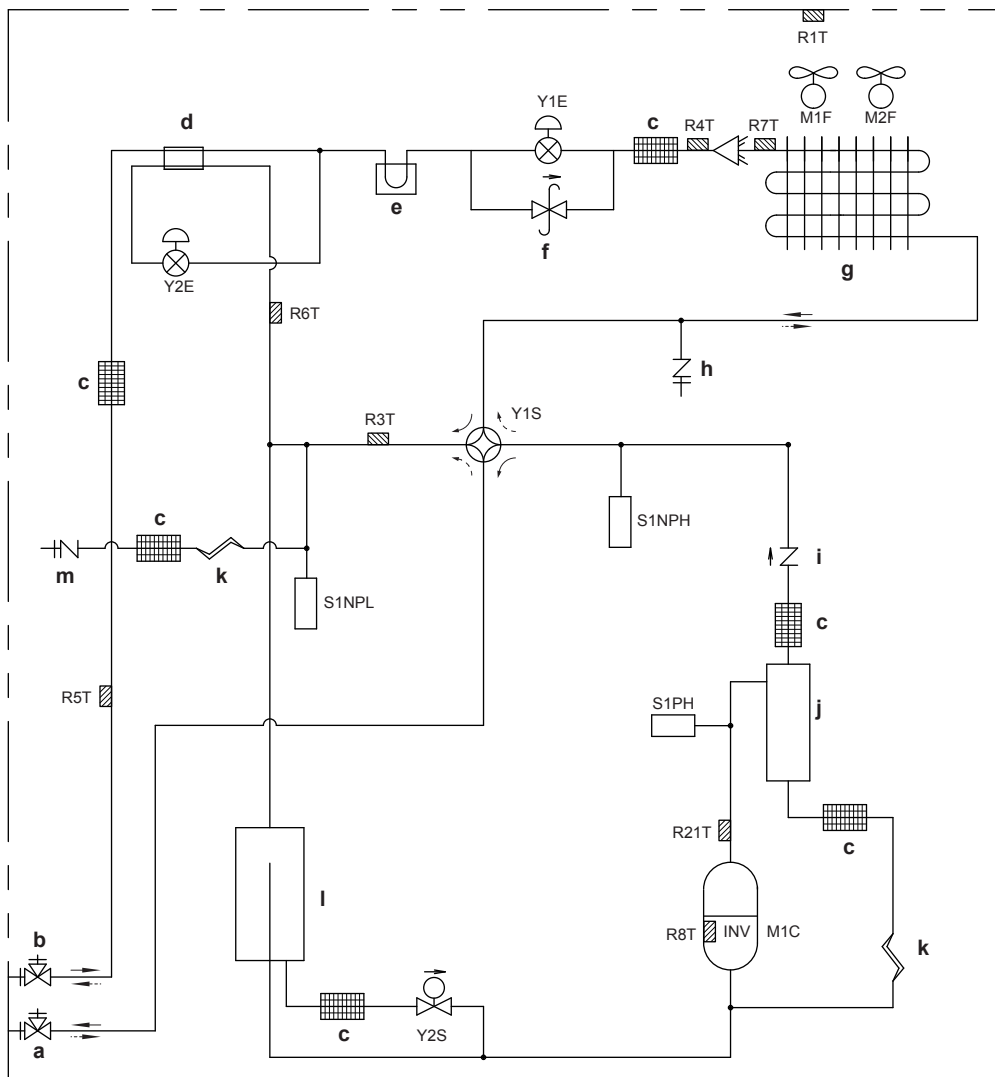 R1T
M1F
M2F
Y1E
c
R4T
R7T
d
e
f
g
Y2E
R6T
c
h
R3T
Y1S
S1NPH
c
m
k
S1NPL
i
c
R5T
S1PH
j
R21T
c
l
R8T
INV
M1C
b
k
c
Y2S
a